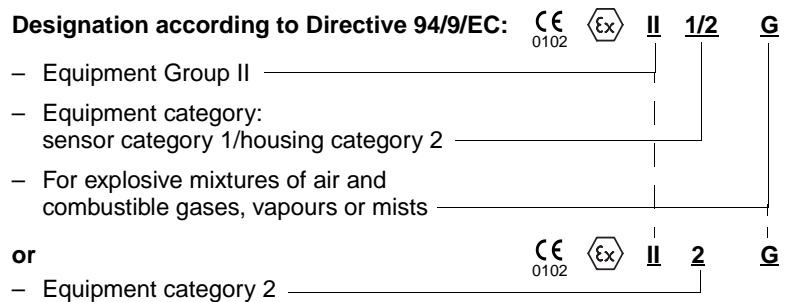 Designation according to Directive 94/9/EC: CE 0102 Ex II 1/2 G
– Equipment Group II
– Equipment category:
sensor category 1/housing category 2
– For explosive mixtures of air and
combustible gases, vapours or mists
or CE 0102 Ex II 2 G
– Equipment category 2